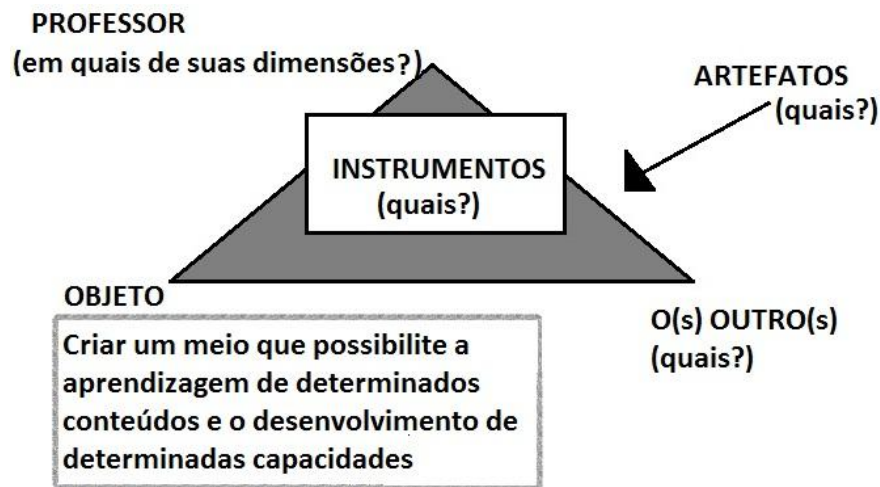 PROFESSOR
(em quais de suas dimensões?)
ARTEFATOS
(quais?)
INSTRUMENTOS
(quais?)
OBJETO
Criar um meio que possibilite a
aprendizagem de determinados
conteúdos e o desenvolvimento de
determinadas capacidades
O(s) OUTRO(s)
(quais?)